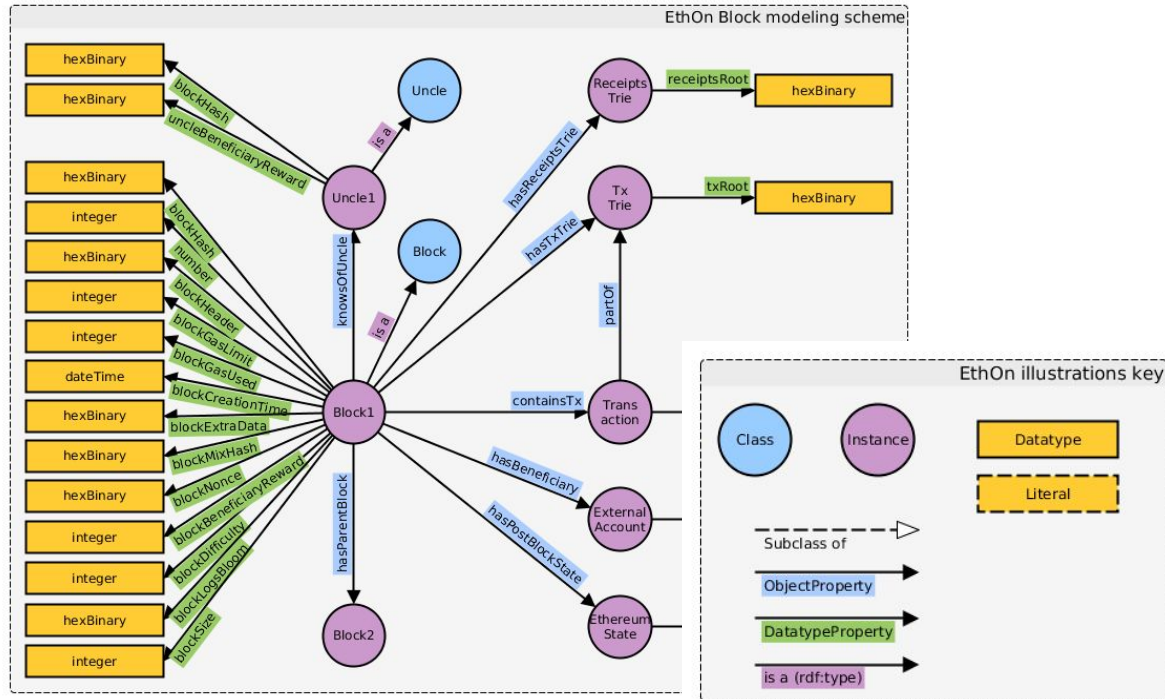 EthOn Block modeling scheme
hexBinary
hexBinary
blockHash
uncleBeneficiaryReward
is a
Uncle
Uncle1
Receipts
Trie
receiptsRoot
hexBinary
hasReceiptsTrie
Tx
Trie
txRoot
hexBinary
hasTxTrie
partOf
Block
is a
knowsOfUncle
hexBinary
integer
hexBinary
integer
integer
dateTime
hexBinary
hexBinary
hexBinary
integer
integer
hexBinary
integer
blockHash
number
blockHeader
blockGasLimit
blockGasUsed
blockCreationTime
blockExtraData
blockMixHash
blockNonce
blockBeneficiaryReward
blockDifficulty
blockLogsBloom
blockSize
Block1
containsTx
Trans
action
hasBeneficiary
External
Account
hasPostBlockState
Ethereum
State
hasParentBlock
Block2
EthOn illustrations key
Class
Instance
Datatype
Literal
Subclass of
ObjectProperty
DatatypeProperty
is a (rdf:type)